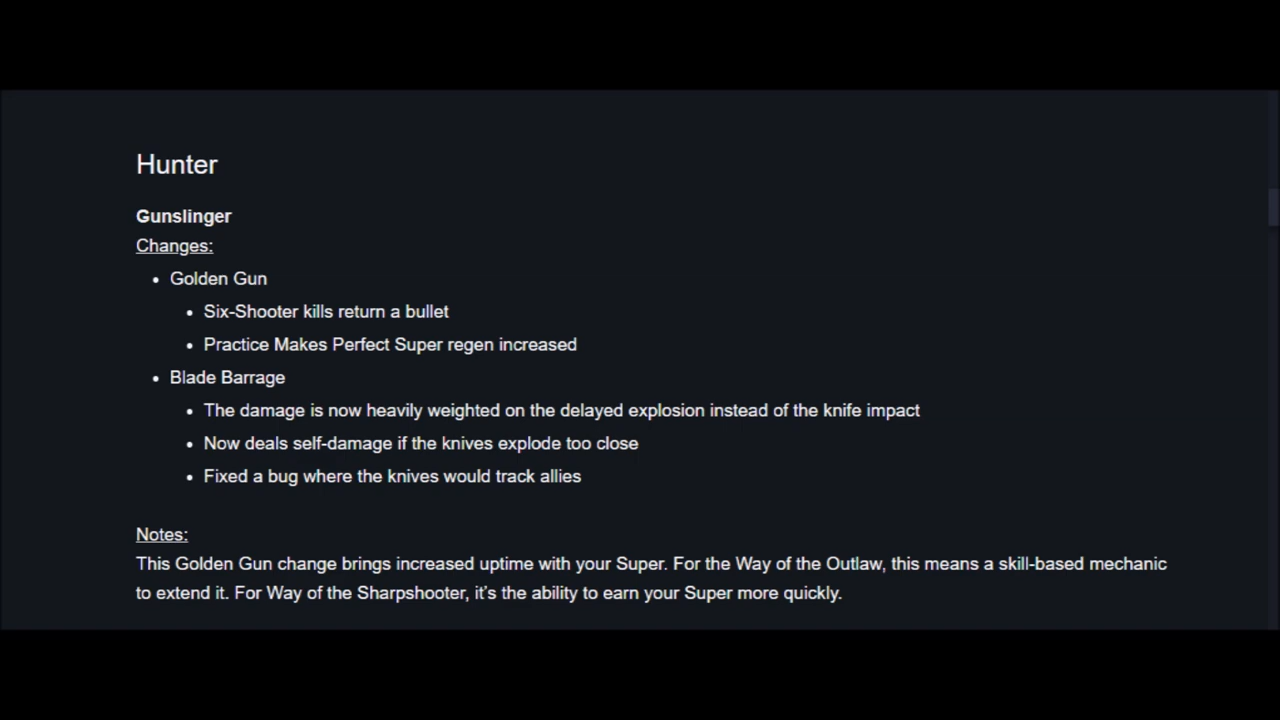 Hunter
Gunslinger
Changes:
• Golden Gun
• Six-Shooter kills return a bullet
• Practice Makes Perfect Super regen increased
• Blade Barrage
• The damage is now heavily weighted on the delayed explosion instead of the knife impact
• Now deals self-damage if the knives explode too close
• Fixed a bug where the knives would track allies
Notes:
This Golden Gun change brings increased uptime with your Super. For the Way of the Outlaw, this means a skill-based mechanic
to extend it. For Way of the Sharpshooter, it's the ability to earn your Super more quickly.